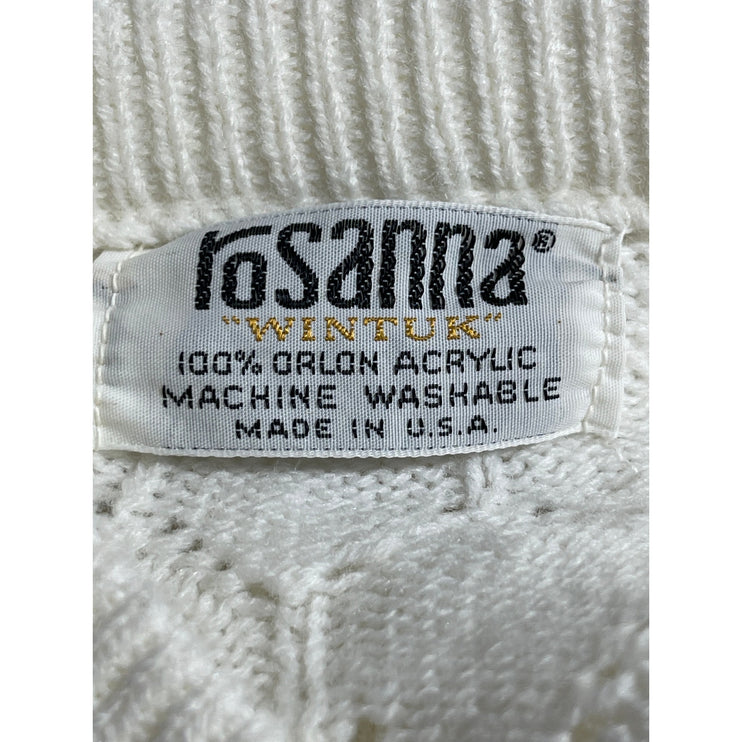 rosanna®
"WINTUK"
100% ORLON ACRYLIC
MACHINE WASHABLE
MADE IN U.S.A.